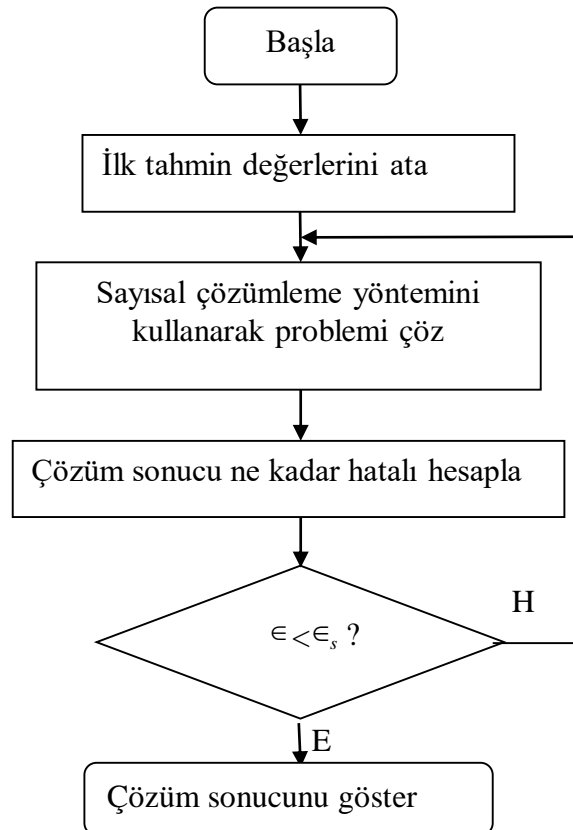 Başla
İlk tahmin değerlerini ata
Sayısal çözümleme yöntemini
kullanarak problemi çöz
Çözüm sonucu ne kadar hatalı hesapla
∈<∈s ?
H
E
Çözüm sonucunu göster